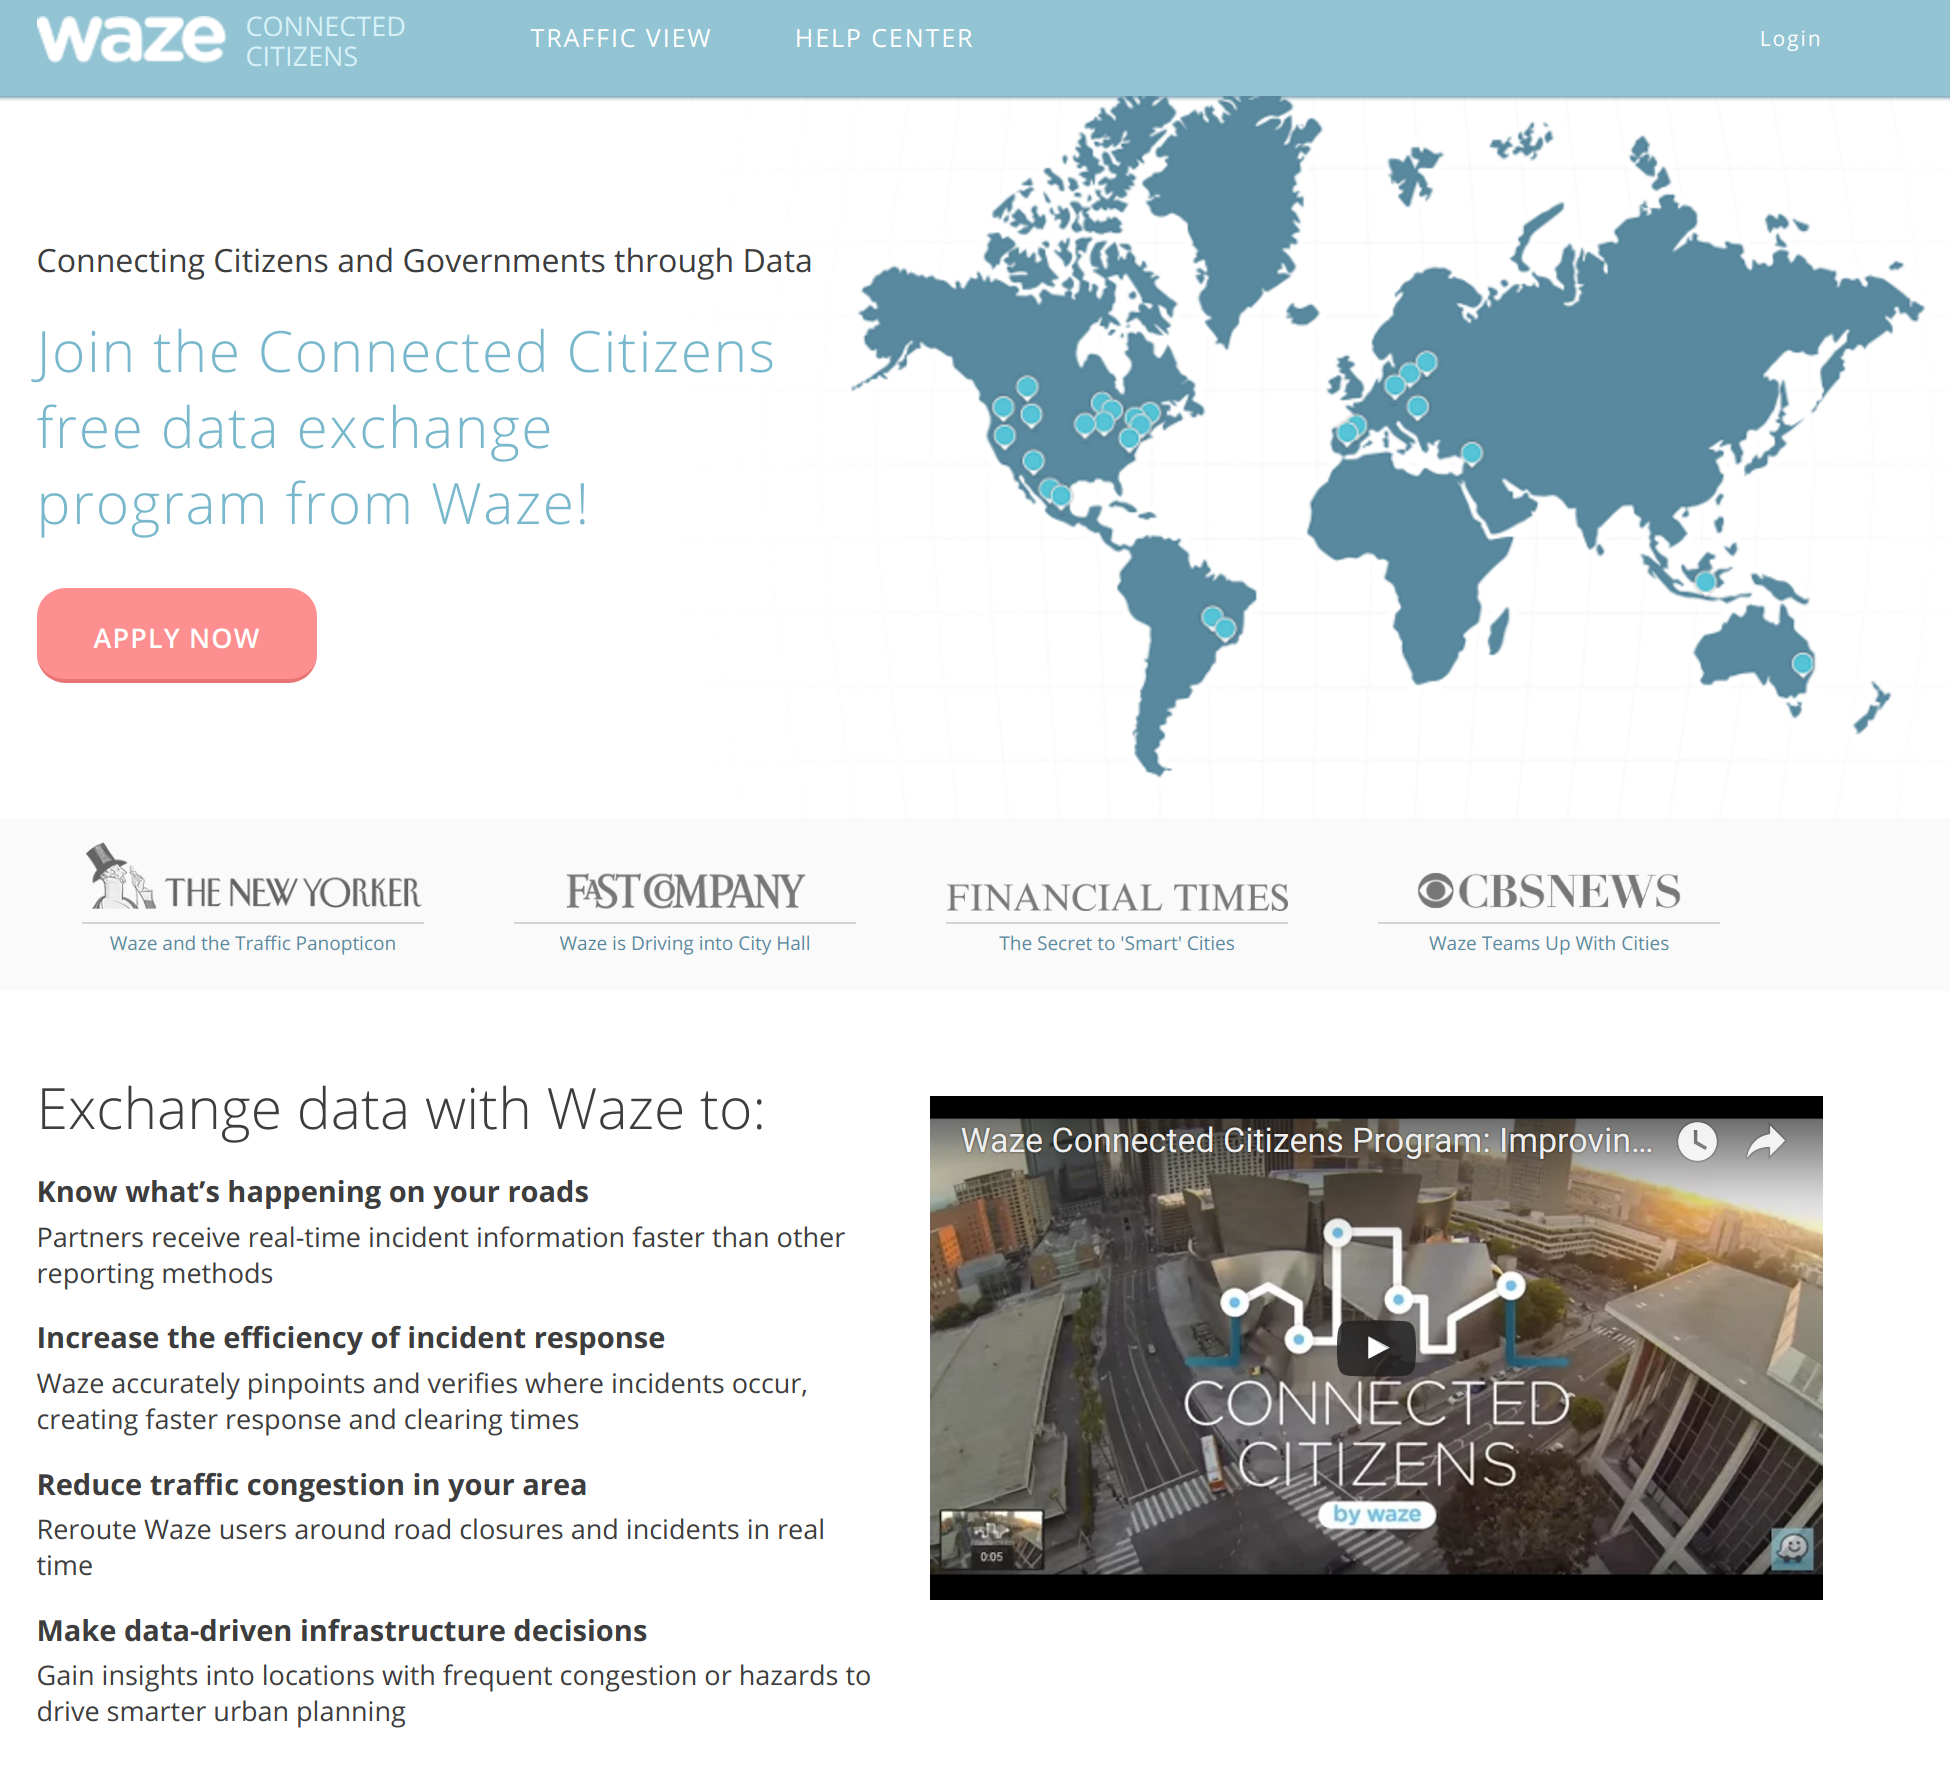 waze
CONNECTED
CITIZENS
TRAFFIC VIEW
HELP CENTER
Login
Connecting Citizens and Governments through Data
Join the Connected Citizens
free data exchange
program from Waze!
APPLY NOW
THE NEW YORKER
Waze and the Traffic Panopticon
FAST COMPANY
Waze is Driving into City Hall
FINANCIAL TIMES
The Secret to 'Smart' Cities
CBSNEWS
Waze Teams Up With Cities
Exchange data with Waze to:
Know what’s happening on your roads
Partners receive real-time incident information faster than other
reporting methods
Increase the efficiency of incident response
Waze accurately pinpoints and verifies where incidents occur,
creating faster response and clearing times
Reduce traffic congestion in your area
Reroute Waze users around road closures and incidents in real
time
Make data-driven infrastructure decisions
Gain insights into locations with frequent congestion or hazards to
drive smarter urban planning
Waze Connected Citizens Program: Improvin...
CONNECTED
CITIZENS
by waze
0:05